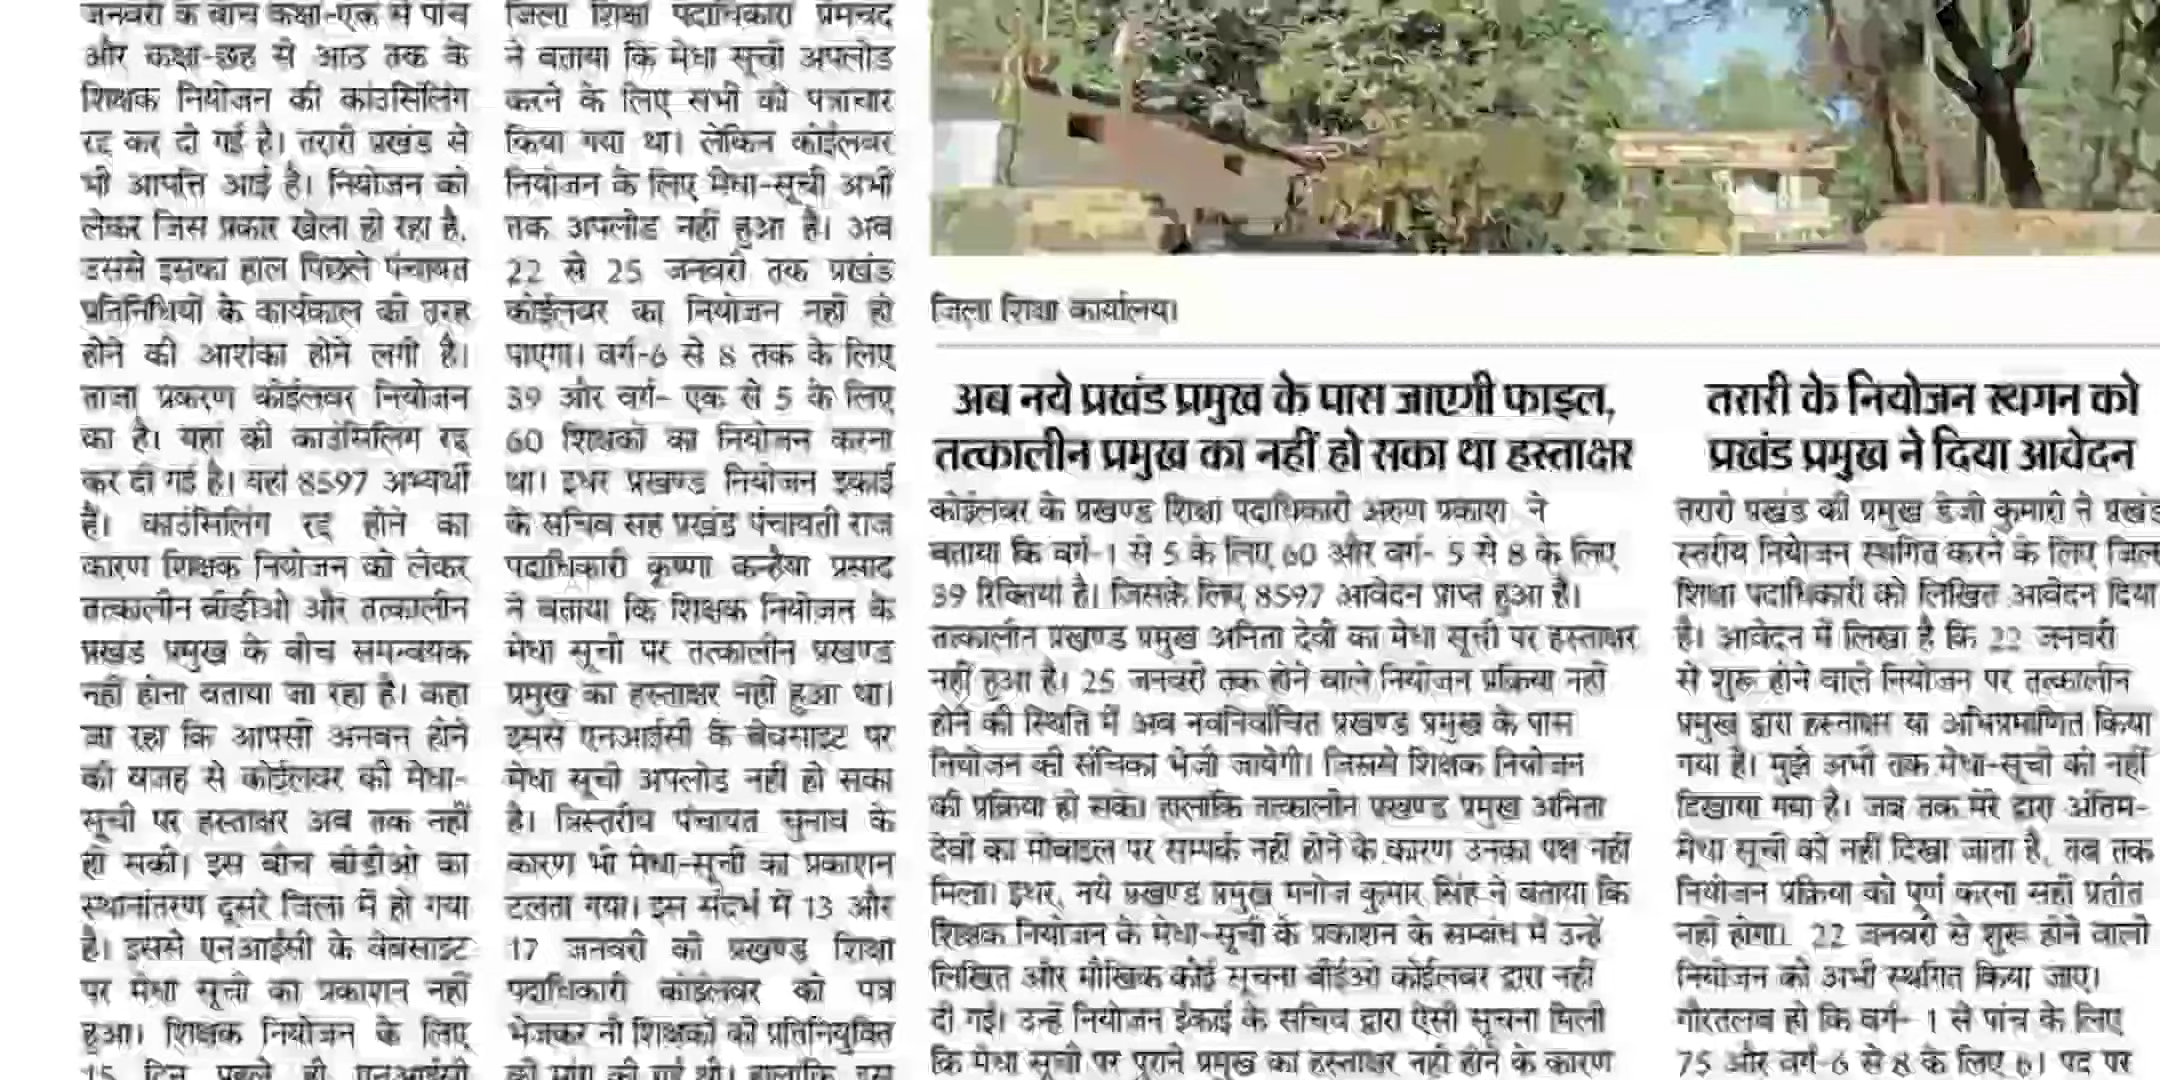 जनवरी के बीच कक्षा-एक से पांच
और कक्षा-छह से आठ तक के
शिक्षक नियोजन की काउंसिलिंग
रद्द कर दी गई है। तरारी प्रखंड से
भी आपत्ति आई है। नियोजन को
लेकर जिस प्रकार खेला हो रहा है,
उससे इसका हाल पिछले पंचायत
प्रतिनिधियों के कार्यकाल की तरह
होने की आशंका होने लगी है।
ताजा प्रकरण कोईलवर नियोजन
का है। यहां की काउंसिलिंग रद्द
कर दी गई है। यहां 8597 अभ्यर्थी
हैं। काउंसिलिंग रद्द होने का
कारण शिक्षक नियोजन को लेकर
तत्कालीन बीडीओ और तत्कालीन
प्रखंड प्रमुख के बीच समन्वयक
नहीं होना बताया जा रहा है। कहा
जा रहा कि आपसी अनबन होने
की वजह से कोईलवर की मेधा-
सूची पर हस्ताक्षर अब तक नहीं
हो सकी। इस बीच बीडीओ का
स्थानांतरण दूसरे जिला में हो गया
है। इससे एनआईसी के वेबसाइट
पर मेधा सूची का प्रकाशन नहीं
हुआ। शिक्षक नियोजन के लिए
15 दिन पहले ही एनआईसी
जिला शिक्षा पदाधिकारी प्रेमचंद
ने बताया कि मेधा सूची अपलोड
करने के लिए सभी को पत्राचार
किया गया था। लेकिन कोईलवर
नियोजन के लिए मेधा-सूची अभी
तक अपलोड नहीं हुआ है। अब
22 से 25 जनवरी तक प्रखंड
कोईलवर का नियोजन नहीं हो
पाएगा। वर्ग-6 से 8 तक के लिए
39 और वर्ग- एक से 5 के लिए
60 शिक्षकों का नियोजन करना
था। इधर प्रखण्ड नियोजन इकाई
के सचिव सह प्रखंड पंचायती राज
पदाधिकारी कृष्णा कन्हैया प्रसाद
ने बताया कि शिक्षक नियोजन के
मेधा सूची पर तत्कालीन प्रखण्ड
प्रमुख का हस्ताक्षर नहीं हुआ था।
इससे एनआईसी के बेवसाइट पर
मेधा सूची अपलोड नहीं हो सका
है। त्रिस्तरीय पंचायत चुनाव के
कारण भी मेधा-सूची का प्रकाशन
टलता गया। इस संदर्भ में 13 और
17 जनवरी को प्रखण्ड शिक्षा
पदाधिकारी कोईलवर को पत्र
भेजकर नौ शिक्षकों की प्रतिनियुक्ति
की मांग की गई थी। हालांकि इस
जिला शिक्षा कार्यालय।
अब नये प्रखंड प्रमुख के पास जाएगी फाइल,
तत्कालीन प्रमुख का नहीं हो सका था हस्ताक्षर
कोईलवर के प्रखण्ड शिक्षा पदाधिकारी अरुण प्रकाश ने
बताया कि वर्ग-1 से 5 के लिए 60 और वर्ग- 5 से 8 के लिए
39 रिक्तियां है। जिसके लिए 8597 आवेदन प्राप्त हुआ है।
तत्कालीन प्रखण्ड प्रमुख अनिता देवी का मेधा सूची पर हस्ताक्षर
नहीं हुआ है। 25 जनवरी तक होने वाले नियोजन प्रक्रिया नहीं
होने की स्थिति में अब नवनिर्वाचित प्रखण्ड प्रमुख के पास
नियोजन की संचिका भेजी जायेगी। जिससे शिक्षक नियोजन
की प्रक्रिया हो सके। हालांकि तत्कालीन प्रखण्ड प्रमुख अनिता
देवी का मोबाइल पर सम्पर्क नहीं होने के कारण उनका पक्ष नहीं
मिला। इधर, नये प्रखण्ड प्रमुख मनोज कुमार सिंह ने बताया कि
शिक्षक नियोजन के मेधा-सूची के प्रकाशन के सम्बंध में उन्हें
लिखित और मौखिक कोई सूचना बीईओ कोईलवर द्वारा नहीं
दी गई। उन्हें नियोजन ईकाई के सचिव द्वारा ऐसी सूचना मिली
कि मेधा सूची पर पुराने प्रमुख का हस्ताक्षर नहीं होने के कारण
तरारी के नियोजन स्थगन को
प्रखंड प्रमुख ने दिया आवेदन
तरारी प्रखंड की प्रमुख डेजी कुमारी ने प्रखंड
स्तरीय नियोजन स्थगित करने के लिए जिल
शिक्षा पदाधिकारी को लिखित आवेदन दिया
है। आवेदन में लिखा है कि 22 जनवरी
से शुरू होने वाले नियोजन पर तत्कालीन
प्रमुख द्वारा हस्ताक्षर या अभिप्रमाणित किया
गया है। मुझे अभी तक मेधा-सूची को नहीं
दिखाया गया है। जब तक मेरे द्वारा अंतिम-
मेधा सूची को नहीं दिखा जाता है, तब तक
नियोजन प्रक्रिया को पूर्ण करना सही प्रतीत
नहीं होगा। 22 जनवरी से शुरू होने वाली
नियोजन को अभी स्थगित किया जाए।
गौरतलब हो कि वर्ग- 1 से पांच के लिए
75 और वर्ग-6 से 8 के लिए 61 पद पर